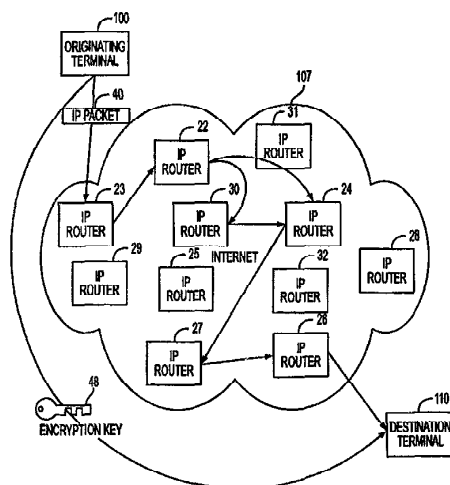 100
ORIGINATING
TERMINAL
40
IP PACKET
107
31
IP
ROUTER
22
IP
ROUTER
23
IP
ROUTER
30
IP
ROUTER
24
IP
ROUTER
29
IP
ROUTER
25
INTERNET
IP
ROUTER
32
IP
ROUTER
28
IP
ROUTER
27
IP
ROUTER
26
IP
ROUTER
48
ENCRYPTION KEY
110
DESTINATION
TERMINAL